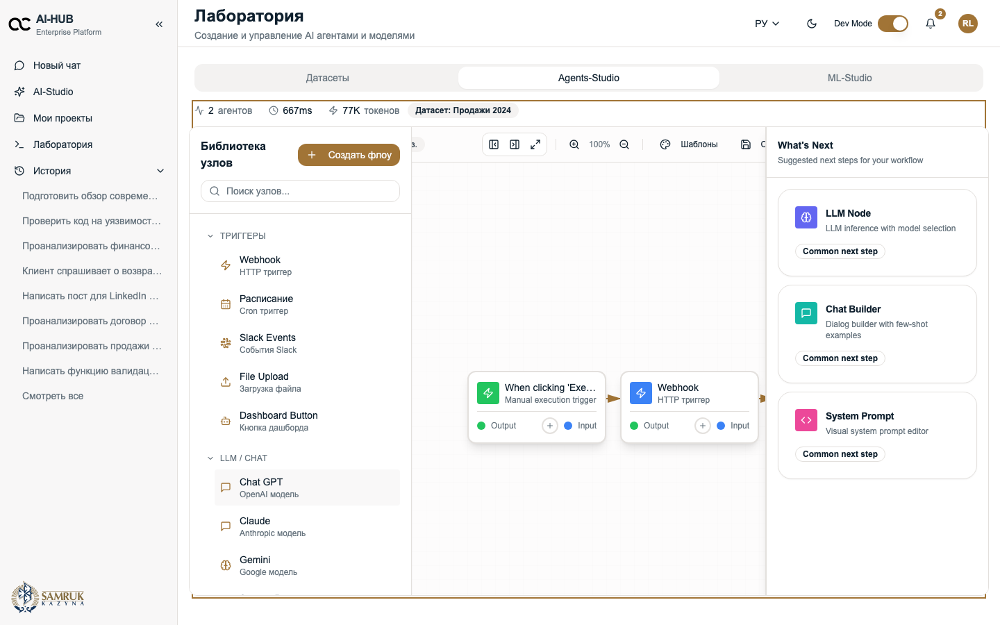 AI-HUB
Enterprise Platform
Новый чат
AI-Studio
Мои проекты
Лаборатория
История
Подготовить обзор совреме...
Проверить код на уязвимост...
Проанализировать финансо...
Клиент спрашивает о возвра...
Написать пост для LinkedIn ...
Проанализировать договор ...
Проанализировать продажи ...
Написать функцию валидац...
Смотреть все
SAMRUK
KAZYNA
Лаборатория
Создание и управление AI агентами и моделями
РУ
Dev Mode
2
RL
Датасеты
Agents-Studio
ML-Studio
2 агентов
667ms
77K токенов
Датасет: Продажи 2024
Библиотека
узлов
Создать флоу
Поиск узлов...
ТРИГГЕРЫ
Webhook
HTTP триггер
Расписание
Cron триггер
Slack Events
События Slack
File Upload
Загрузка файла
Dashboard Button
Кнопка дашборда
LLM / CHAT
Chat GPT
OpenAI модель
Claude
Anthropic модель
Gemini
Google модель
з.
100%
Шаблоны
С
When clicking 'Exe...
Manual execution trigger
Output
Input
Webhook
HTTP триггер
Output
Input
What's Next
Suggested next steps for your workflow
LLM Node
LLM inference with model selection
Common next step
Chat Builder
Dialog builder with few-shot
examples
Common next step
System Prompt
Visual system prompt editor
Common next step